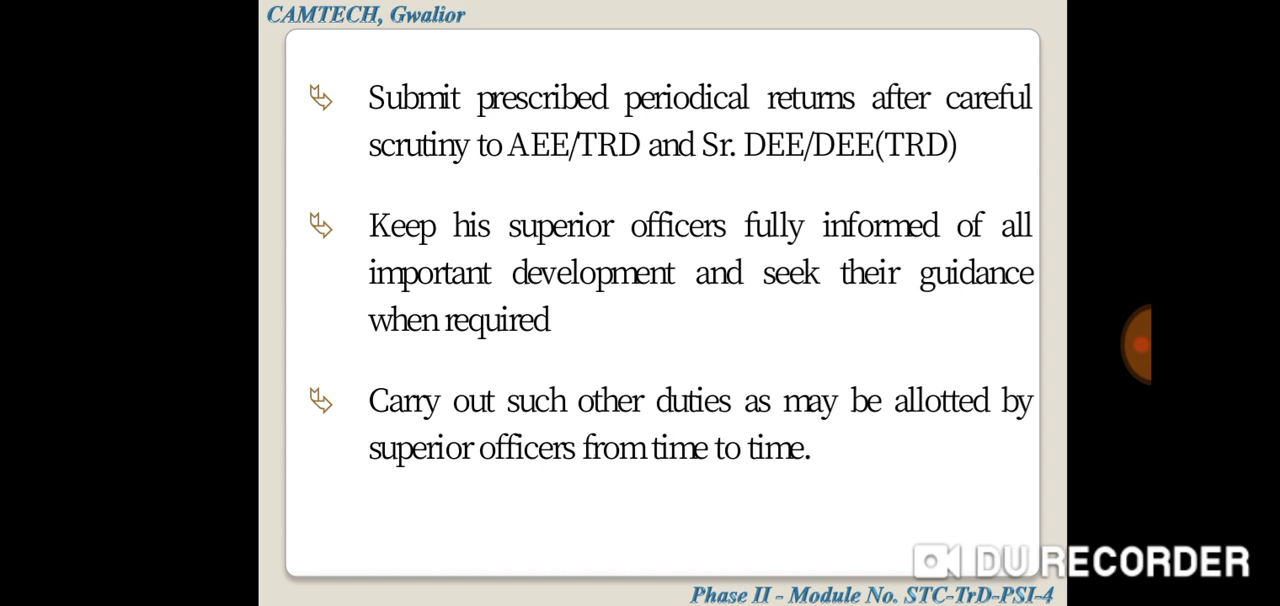 CAMTECH, Gwalior
Submit prescribed periodical returns after careful
scrutiny to AEE/TRD and Sr. DEE/DEE(TRD)
Keep his superior officers fully informed of all
important development and seek their guidance
when required
Carry out such other duties as may be allotted by
superior officers from time to time.
DU RECORDER
Phase II - Module No. STC-TrD-PSI-4